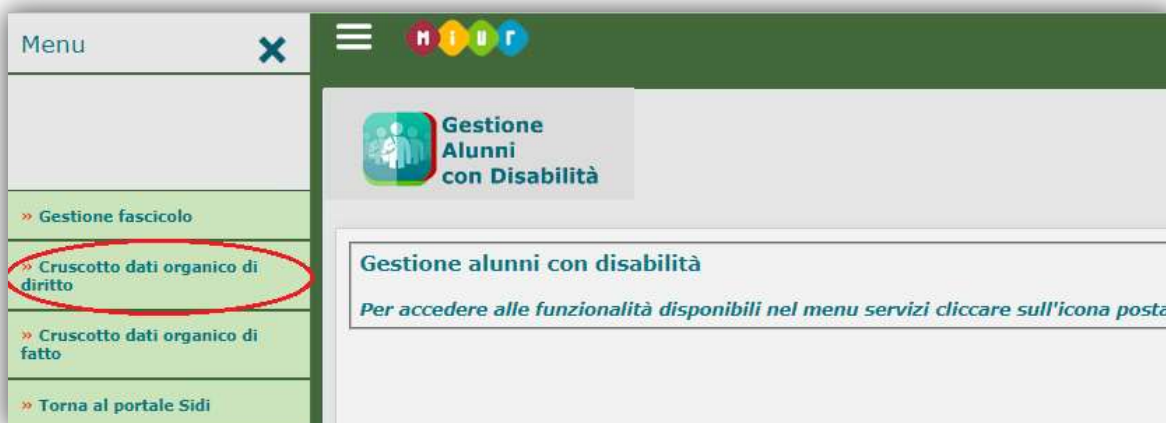 Menu
MIUr
Gestione
Alunni
con Disabilità
» Gestione fascicolo
» Cruscotto dati organico di
diritto
» Cruscotto dati organico di
fatto
» Torna al portale Sidi
Gestione alunni con disabilità
Per accedere alle funzionalità disponibili nel menu servizi cliccare sull'icona posta